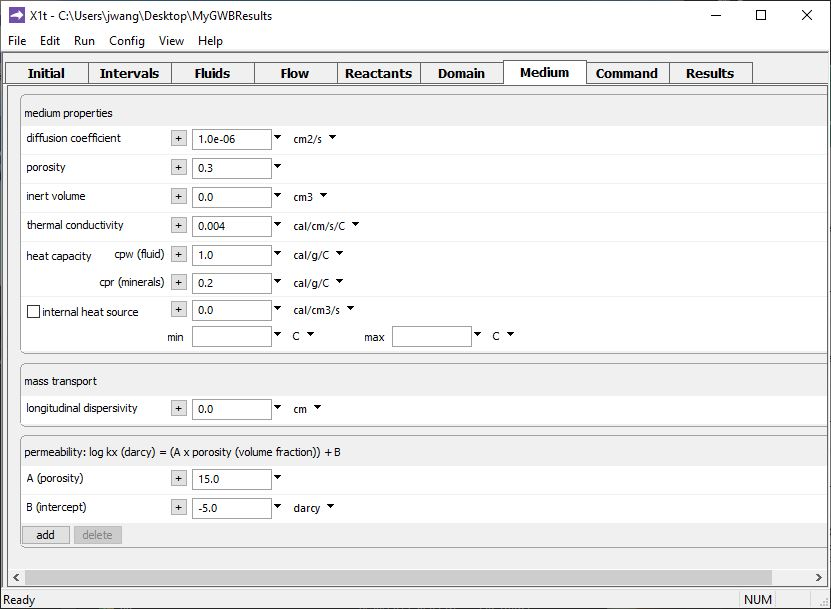 X1t - C:\Users\jwang\Desktop\MyGWBResults
File Edit Run Config View Help
Initial Intervals Fluids Flow Reactants Domain Medium Command Results
medium properties
diffusion coefficient + 1.0e-06 cm2/s
porosity + 0.3
inert volume + 0.0 cm3
thermal conductivity + 0.004 cal/cm/s/C
heat capacity cpw (fluid) + 1.0 cal/g/C
cpr (minerals) + 0.2 cal/g/C
internal heat source + 0.0 cal/cm3/s
min C max C
mass transport
longitudinal dispersivity + 0.0 cm
permeability: log kx (darcy) = (A x porosity (volume fraction)) + B
A (porosity) + 15.0
B (intercept) + -5.0 darcy
add delete
Ready NUM